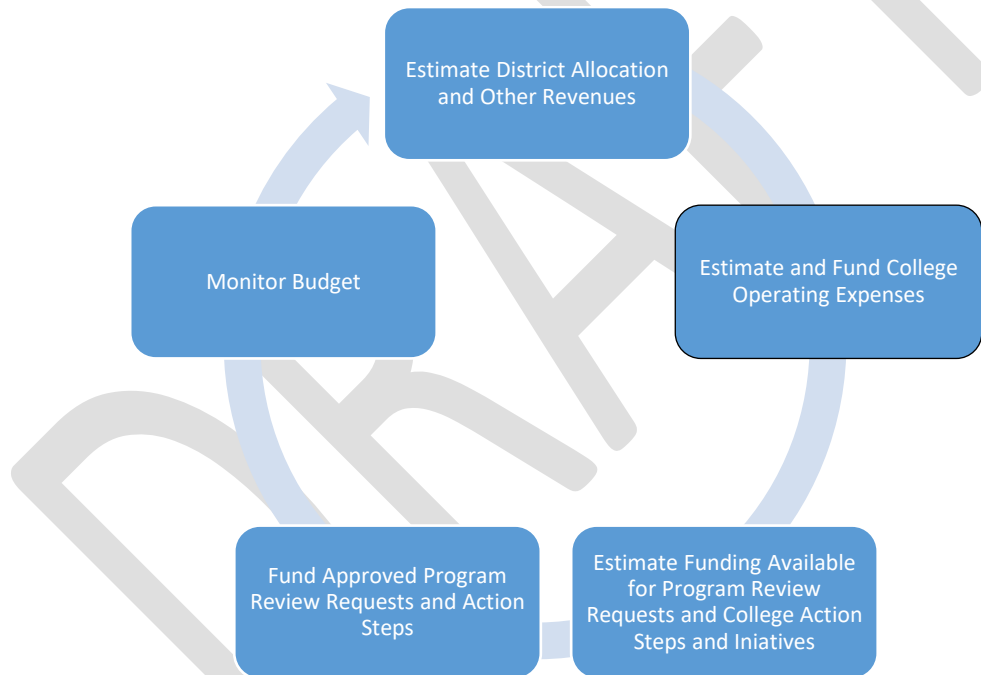 Estimate District Allocation
and Other Revenues
Estimate and Fund College
Operating Expenses
Estimate Funding Available
for Program Review
Requests and College Action
Steps and Iniatives
Fund Approved Program
Review Requests and Action
Steps
Monitor Budget
DRAFT